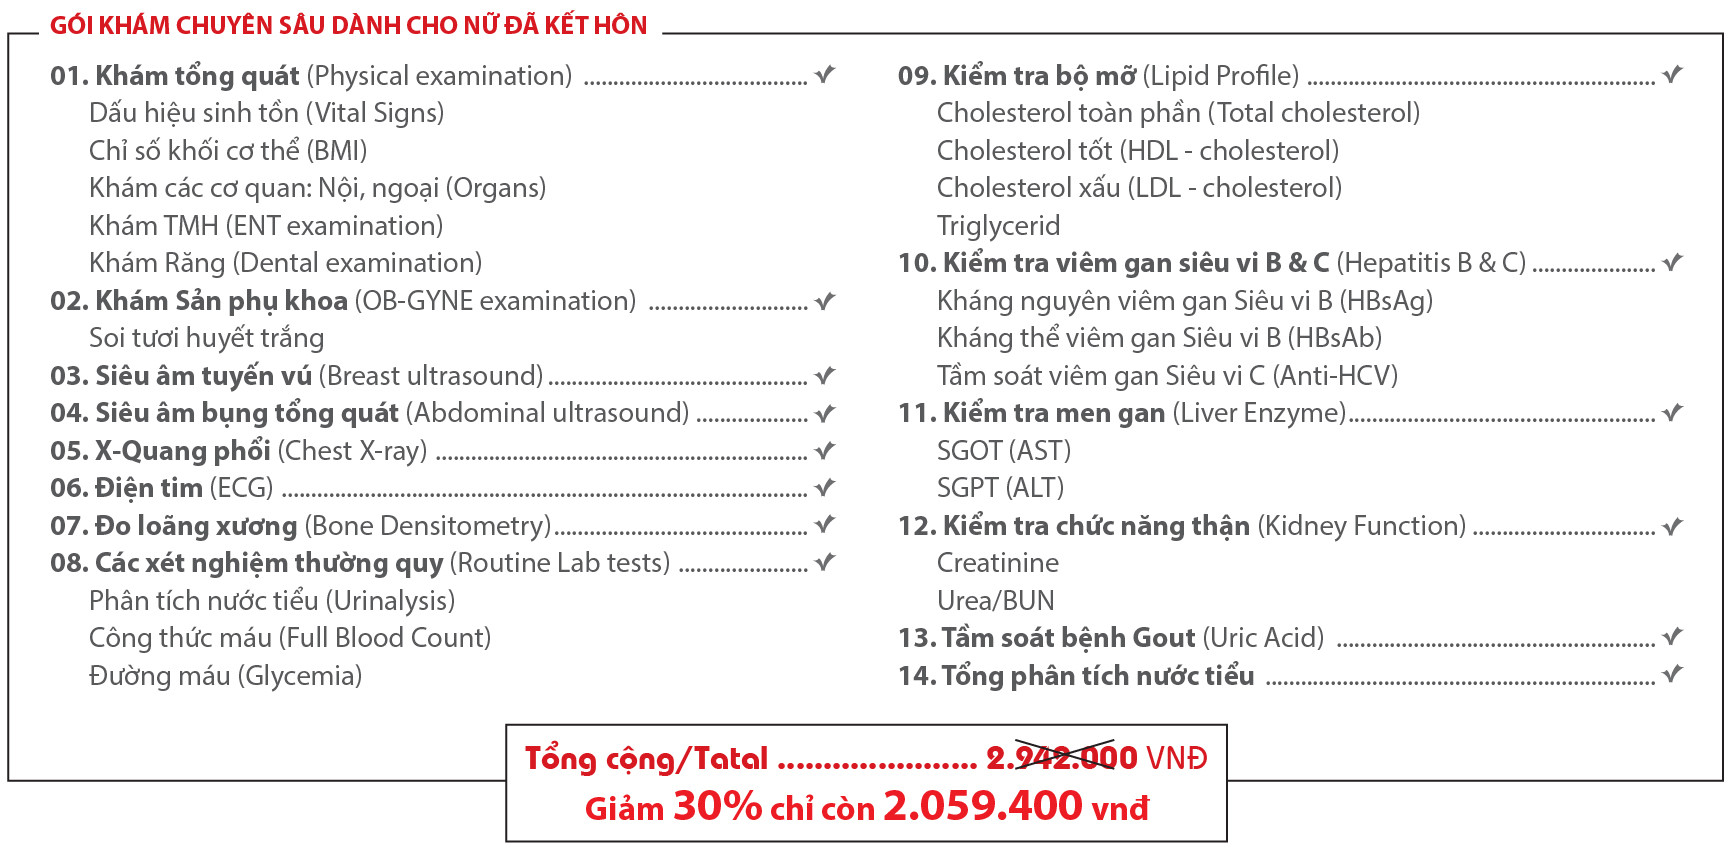 GÓI KHÁM CHUYÊN SÂU DÀNH CHO NỮ ĐÃ KẾT HÔN
01. Khám tổng quát (Physical examination) ...................................... ✓
Dấu hiệu sinh tồn (Vital Signs)
Chỉ số khối cơ thể (BMI)
Khám các cơ quan: Nội, ngoại (Organs)
Khám TMH (ENT examination)
Khám Răng (Dental examination)
02. Khám Sản phụ khoa (OB-GYNE examination) ........................... ✓
Soi tươi huyết trắng
03. Siêu âm tuyến vú (Breast ultrasound) ............................................ ✓
04. Siêu âm bụng tổng quát (Abdominal ultrasound) ................... ✓
05. X-Quang phổi (Chest X-ray) ............................................................... ✓
06. Điện tim (ECG) ......................................................................................... ✓
07. Đo loãng xương (Bone Densitometry) ........................................... ✓
08. Các xét nghiệm thường quy (Routine Lab tests) ...................... ✓
Phân tích nước tiểu (Urinalysis)
Công thức máu (Full Blood Count)
Đường máu (Glycemia)
09. Kiểm tra bộ mỡ (Lipid Profile) ........................................................... ✓
Cholesterol toàn phần (Total cholesterol)
Cholesterol tốt (HDL - cholesterol)
Cholesterol xấu (LDL - cholesterol)
Triglycerid
10. Kiểm tra viêm gan siêu vi B & C (Hepatitis B & C) ..................... ✓
Kháng nguyên viêm gan Siêu vi B (HBsAg)
Kháng thể viêm gan Siêu vi B (HBsAb)
Tầm soát viêm gan Siêu vi C (Anti-HCV)
11. Kiểm tra men gan (Liver Enzyme) .................................................... ✓
SGOT (AST)
SGPT (ALT)
12. Kiểm tra chức năng thận (Kidney Function) ............................... ✓
Creatinine
Urea/BUN
13. Tầm soát bệnh Gout (Uric Acid) ...................................................... ✓
14. Tổng phân tích nước tiểu .................................................................. ✓
Tổng cộng/Tatal ...................... 2.942.000 VNĐ
Giảm 30% chỉ còn 2.059.400 vnđ